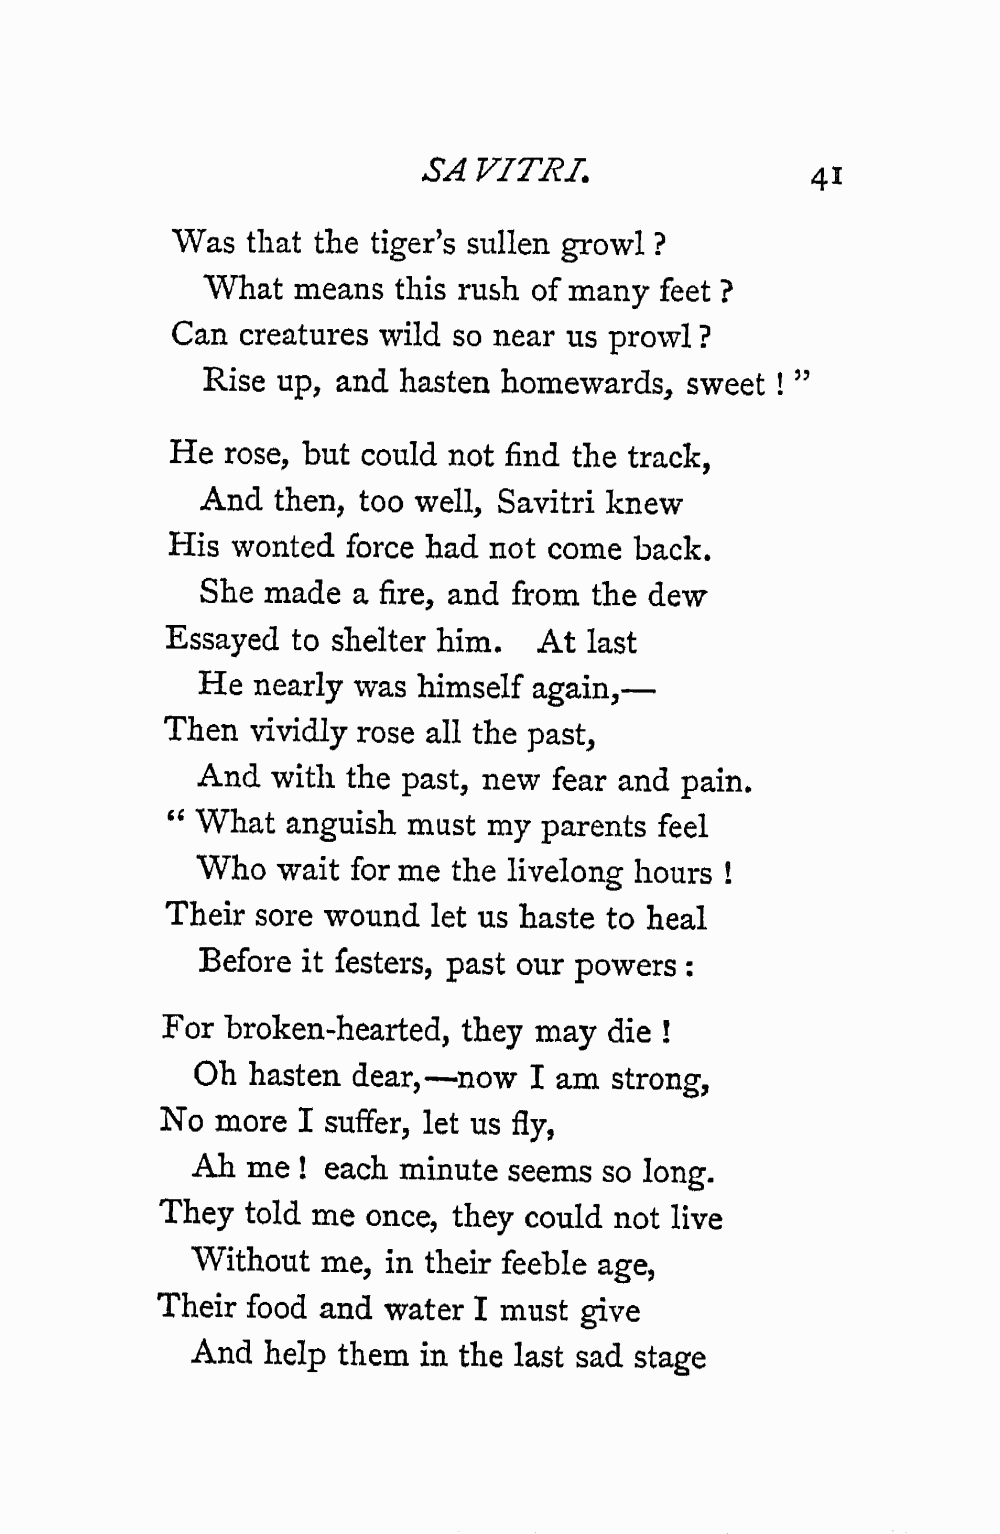 SAVITRI. 41
Was that the tiger's sullen growl ?
What means this rush of many feet ?
Can creatures wild so near us prowl ?
Rise up, and hasten homewards, sweet ! ”
He rose, but could not find the track,
And then, too well, Savitri knew
His wonted force had not come back.
She made a fire, and from the dew
Essayed to shelter him. At last
He nearly was himself again,—
Then vividly rose all the past,
And with the past, new fear and pain.
“ What anguish must my parents feel
Who wait for me the livelong hours !
Their sore wound let us haste to heal
Before it festers, past our powers :
For broken-hearted, they may die !
Oh hasten dear,—now I am strong,
No more I suffer, let us fly,
Ah me ! each minute seems so long.
They told me once, they could not live
Without me, in their feeble age,
Their food and water I must give
And help them in the last sad stage